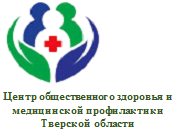 Центр общественного здоровья и
медицинской профилактики
Тверской области